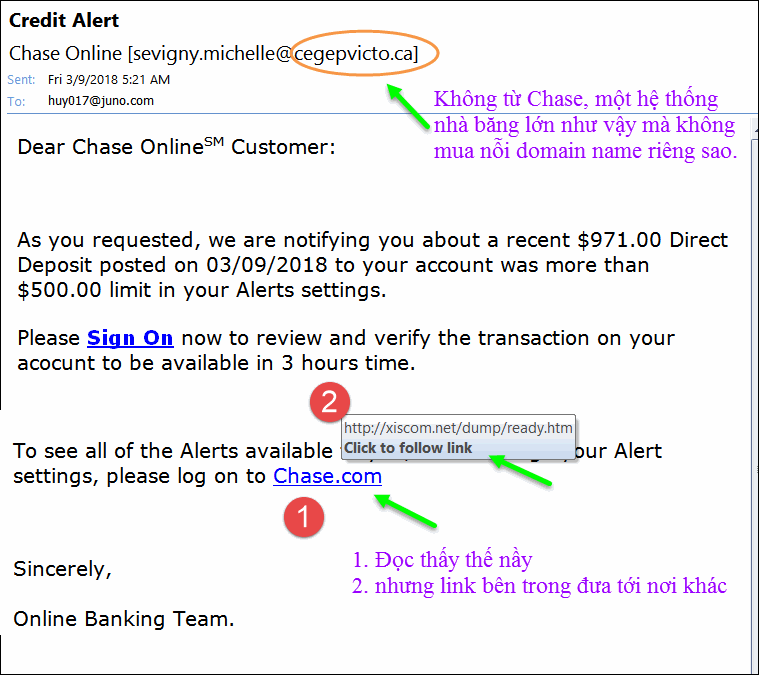 Credit Alert
Chase Online [sevigny.michelle@cegepvicto.ca]
Sent: Fri 3/9/2018 5:21 AM
To: huy017@juno.com
Không từ Chase, một hệ thống
nhà băng lớn như vậy mà không
mua nỗi domain name riêng sao.
Dear Chase Online℠ Customer:
As you requested, we are notifying you about a recent $971.00 Direct
Deposit posted on 03/09/2018 to your account was more than
$500.00 limit in your Alerts settings.
Please Sign On now to review and verify the transaction on your
acocunt to be available in 3 hours time.
2
http://xiscom.net/dump/ready.htm
Click to follow link
To see all of the Alerts available your Alert
settings, please log on to Chase.com
1
1. Đọc thấy thế nầy
2. nhưng link bên trong đưa tới nơi khác
Sincerely,
Online Banking Team.